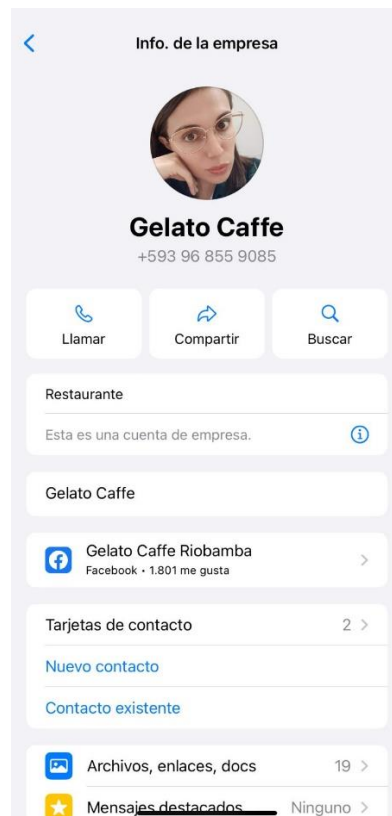 Info. de la empresa
Gelato Caffe
+593 96 855 9085
Llamar
Compartir
Buscar
Restaurante
Esta es una cuenta de empresa.
Gelato Caffe
Gelato Caffe Riobamba
Facebook • 1.801 me gusta
Tarjetas de contacto 2
Nuevo contacto
Contacto existente
Archivos, enlaces, docs 19
Mensajes destacados Ninguno